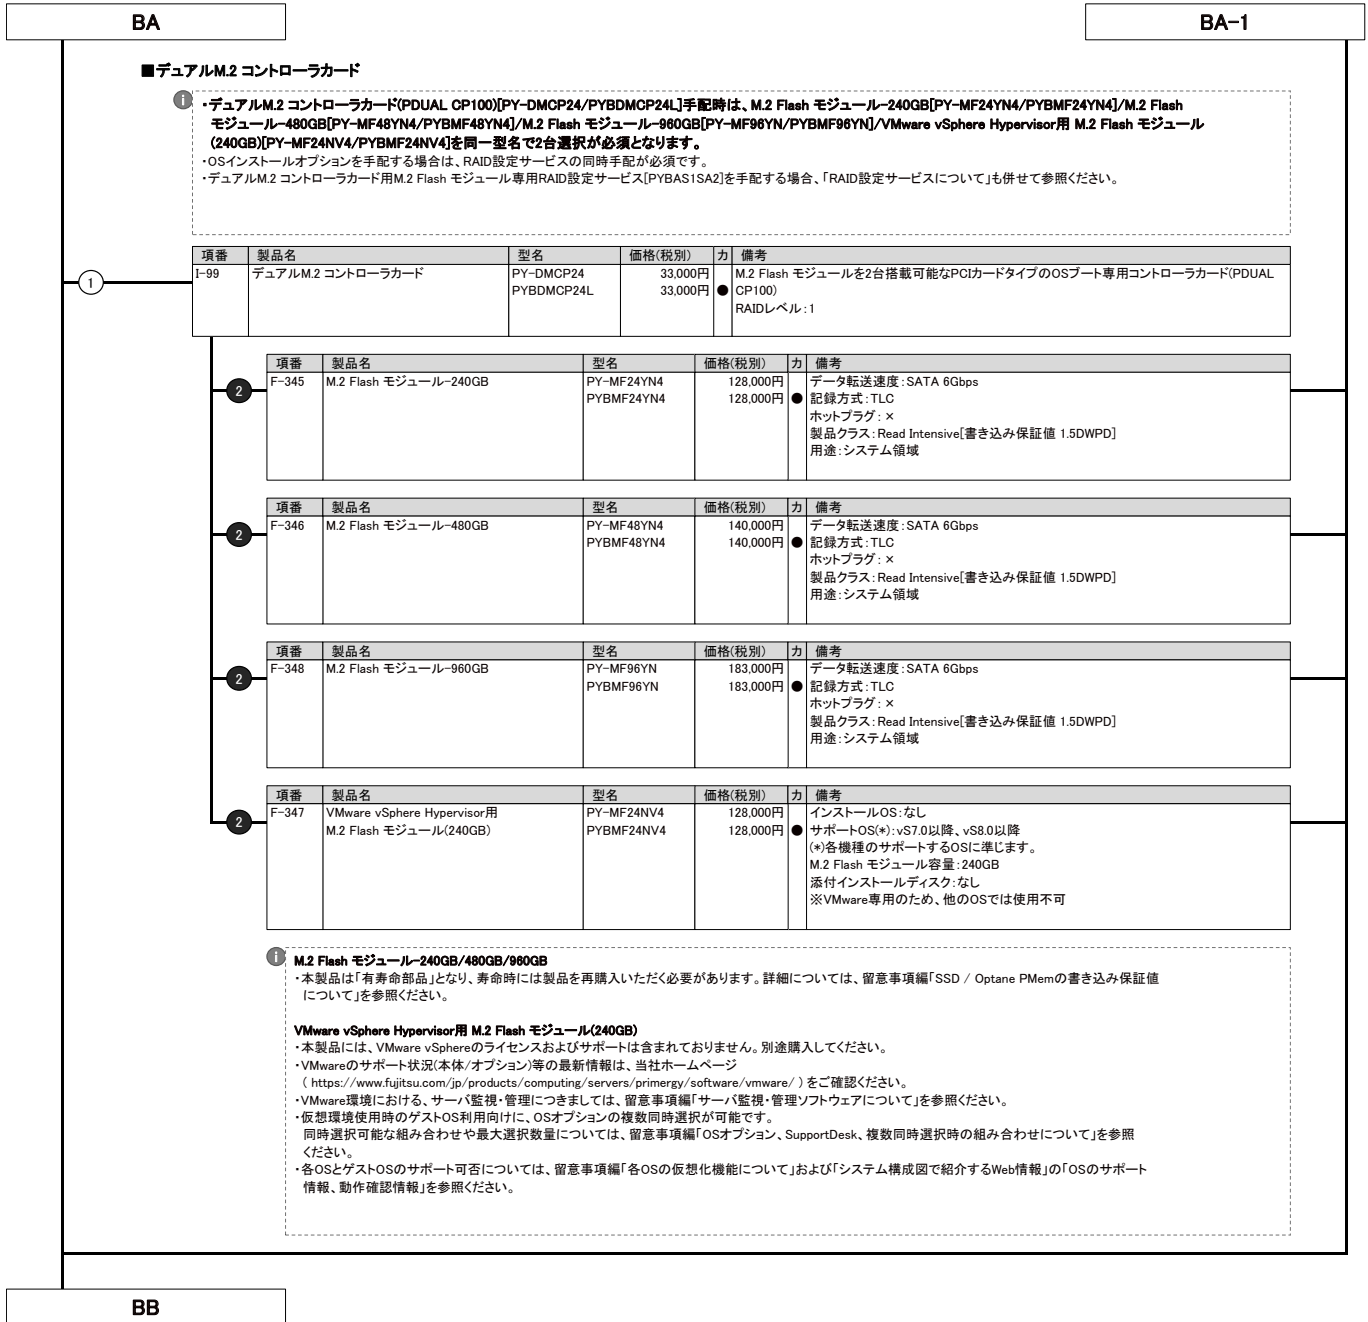 BA
BA-1
■デュアルM.2 コントローラカード
・デュアルM.2 コントローラカード(PDUAL CP100)[PY-DMCP24/PYBDMCP24L]手配時は、M.2 Flash モジュール-240GB[PY-MF24YN4/PYBMF24YN4]/M.2 Flash
モジュール-480GB[PY-MF48YN4/PYBMF48YN4]/M.2 Flash モジュール-960GB[PY-MF96YN/PYBMF96YN]/VMware vSphere Hypervisor用 M.2 Flash モジュール
(240GB)[PY-MF24NV4/PYBMF24NV4]を同一型名で2台選択が必須となります。
・OSインストールオプションを手配する場合は、RAID設定サービスの同時手配が必須です。
・デュアルM.2 コントローラカード用M.2 Flash モジュール専用RAID設定サービス[PYBAS1SA2]を手配する場合、「RAID設定サービスについて」も併せて参照ください。
項番 製品名 型名 価格(税別) カ 備考
1 I-99 デュアルM.2 コントローラカード PY-DMCP24 33,000円 M.2 Flash モジュールを2台搭載可能なPCIカードタイプのOSブート専用コントローラカード(PDUAL
PYBDMCP24L 33,000円 ● CP100)
RAIDレベル:1
項番 製品名 型名 価格(税別) カ 備考
2 F-345 M.2 Flash モジュール-240GB PY-MF24YN4 128,000円 データ転送速度:SATA 6Gbps
PYBMF24YN4 128,000円 ● 記録方式:TLC
ホットプラグ:×
製品クラス:Read Intensive[書き込み保証値 1.5DWPD]
用途:システム領域
項番 製品名 型名 価格(税別) カ 備考
2 F-346 M.2 Flash モジュール-480GB PY-MF48YN4 140,000円 データ転送速度:SATA 6Gbps
PYBMF48YN4 140,000円 ● 記録方式:TLC
ホットプラグ:×
製品クラス:Read Intensive[書き込み保証値 1.5DWPD]
用途:システム領域
項番 製品名 型名 価格(税別) カ 備考
2 F-348 M.2 Flash モジュール-960GB PY-MF96YN 183,000円 データ転送速度:SATA 6Gbps
PYBMF96YN 183,000円 ● 記録方式:TLC
ホットプラグ:×
製品クラス:Read Intensive[書き込み保証値 1.5DWPD]
用途:システム領域
項番 製品名 型名 価格(税別) カ 備考
2 F-347 VMware vSphere Hypervisor用 PY-MF24NV4 128,000円 インストールOS:なし
M.2 Flash モジュール(240GB) PYBMF24NV4 128,000円 ● サポートOS(*):vS7.0以降、vS8.0以降
(*)各機種のサポートするOSに準じます。
M.2 Flash モジュール容量:240GB
添付インストールディスク:なし
※VMware専用のため、他のOSでは使用不可
M.2 Flash モジュール-240GB/480GB/960GB
・本製品は「有寿命部品」となり、寿命時には製品を再購入いただく必要があります。詳細については、留意事項編「SSD / Optane PMemの書き込み保証値
について」を参照ください。
VMware vSphere Hypervisor用 M.2 Flash モジュール(240GB)
・本製品には、VMware vSphereのライセンスおよびサポートは含まれておりません。別途購入してください。
・VMwareのサポート状況(本体/オプション)等の最新情報は、当社ホームページ
( https://www.fujitsu.com/jp/products/computing/servers/primergy/software/vmware/ ) をご確認ください。
・VMware環境における、サーバ監視・管理につきましては、留意事項編「サーバ監視・管理ソフトウェアについて」を参照ください。
・仮想環境使用時のゲストOS利用向けに、OSオプションの複数同時選択が可能です。
同時選択可能な組み合わせや最大選択数量については、留意事項編「OSオプション、SupportDesk、複数同時選択時の組み合わせについて」を参照
ください。
・各OSとゲストOSのサポート可否については、留意事項編「各OSの仮想化機能について」および「システム構成図で紹介するWeb情報」の「OSのサポート
情報、動作確認情報」を参照ください。
BB